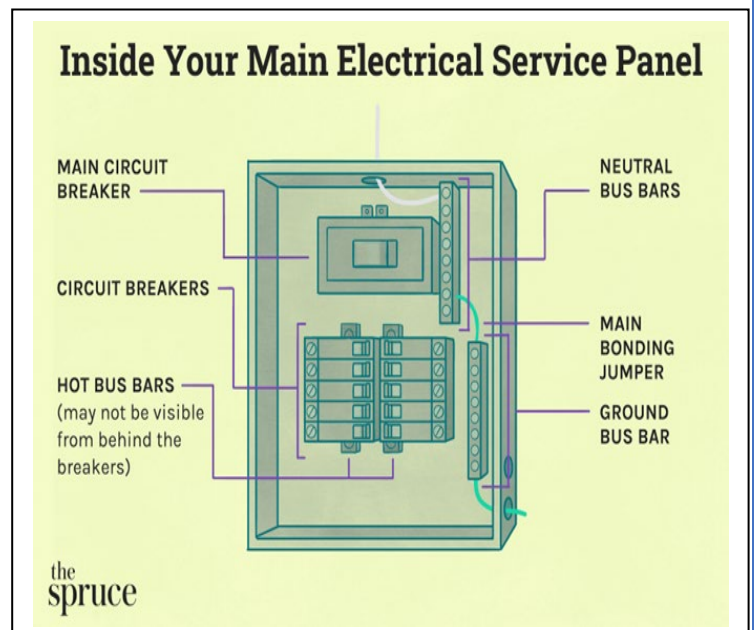 Inside Your Main Electrical Service Panel
MAIN CIRCUIT
BREAKER
CIRCUIT BREAKERS
HOT BUS BARS
(may not be visible
from behind the
breakers)
NEUTRAL
BUS BARS
MAIN
BONDING
JUMPER
GROUND
BUS BAR
the
spruce